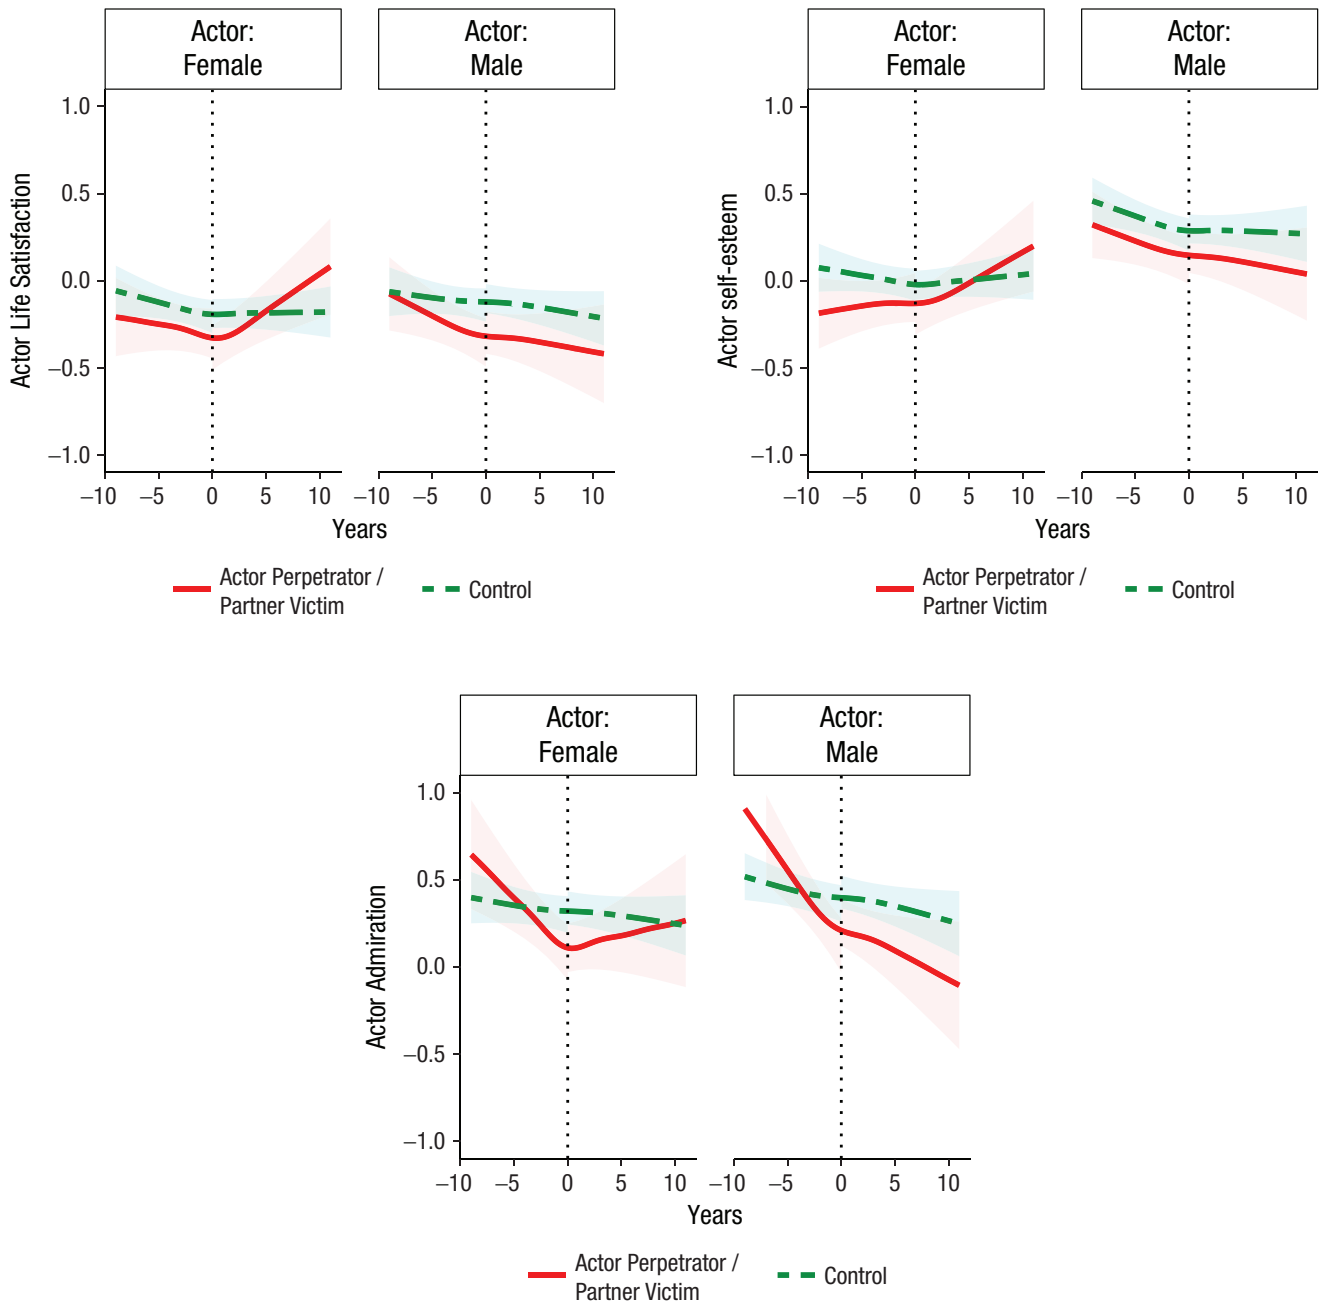 Actor:
Female
Actor:
Male
1.0
0.5
0.0
−0.5
−1.0
Actor Life Satisfaction
−10 −5 0 5 10 −10 −5 0 5 10
Years
Actor Perpetrator /
Partner Victim
Control
Actor:
Female
Actor:
Male
1.0
0.5
0.0
−0.5
−1.0
Actor self-esteem
−10 −5 0 5 10 −10 −5 0 5 10
Years
Actor Perpetrator /
Partner Victim
Control
Actor:
Female
Actor:
Male
1.0
0.5
0.0
−0.5
−1.0
Actor Admiration
−10 −5 0 5 10 −10 −5 0 5 10
Years
Actor Perpetrator /
Partner Victim
Control